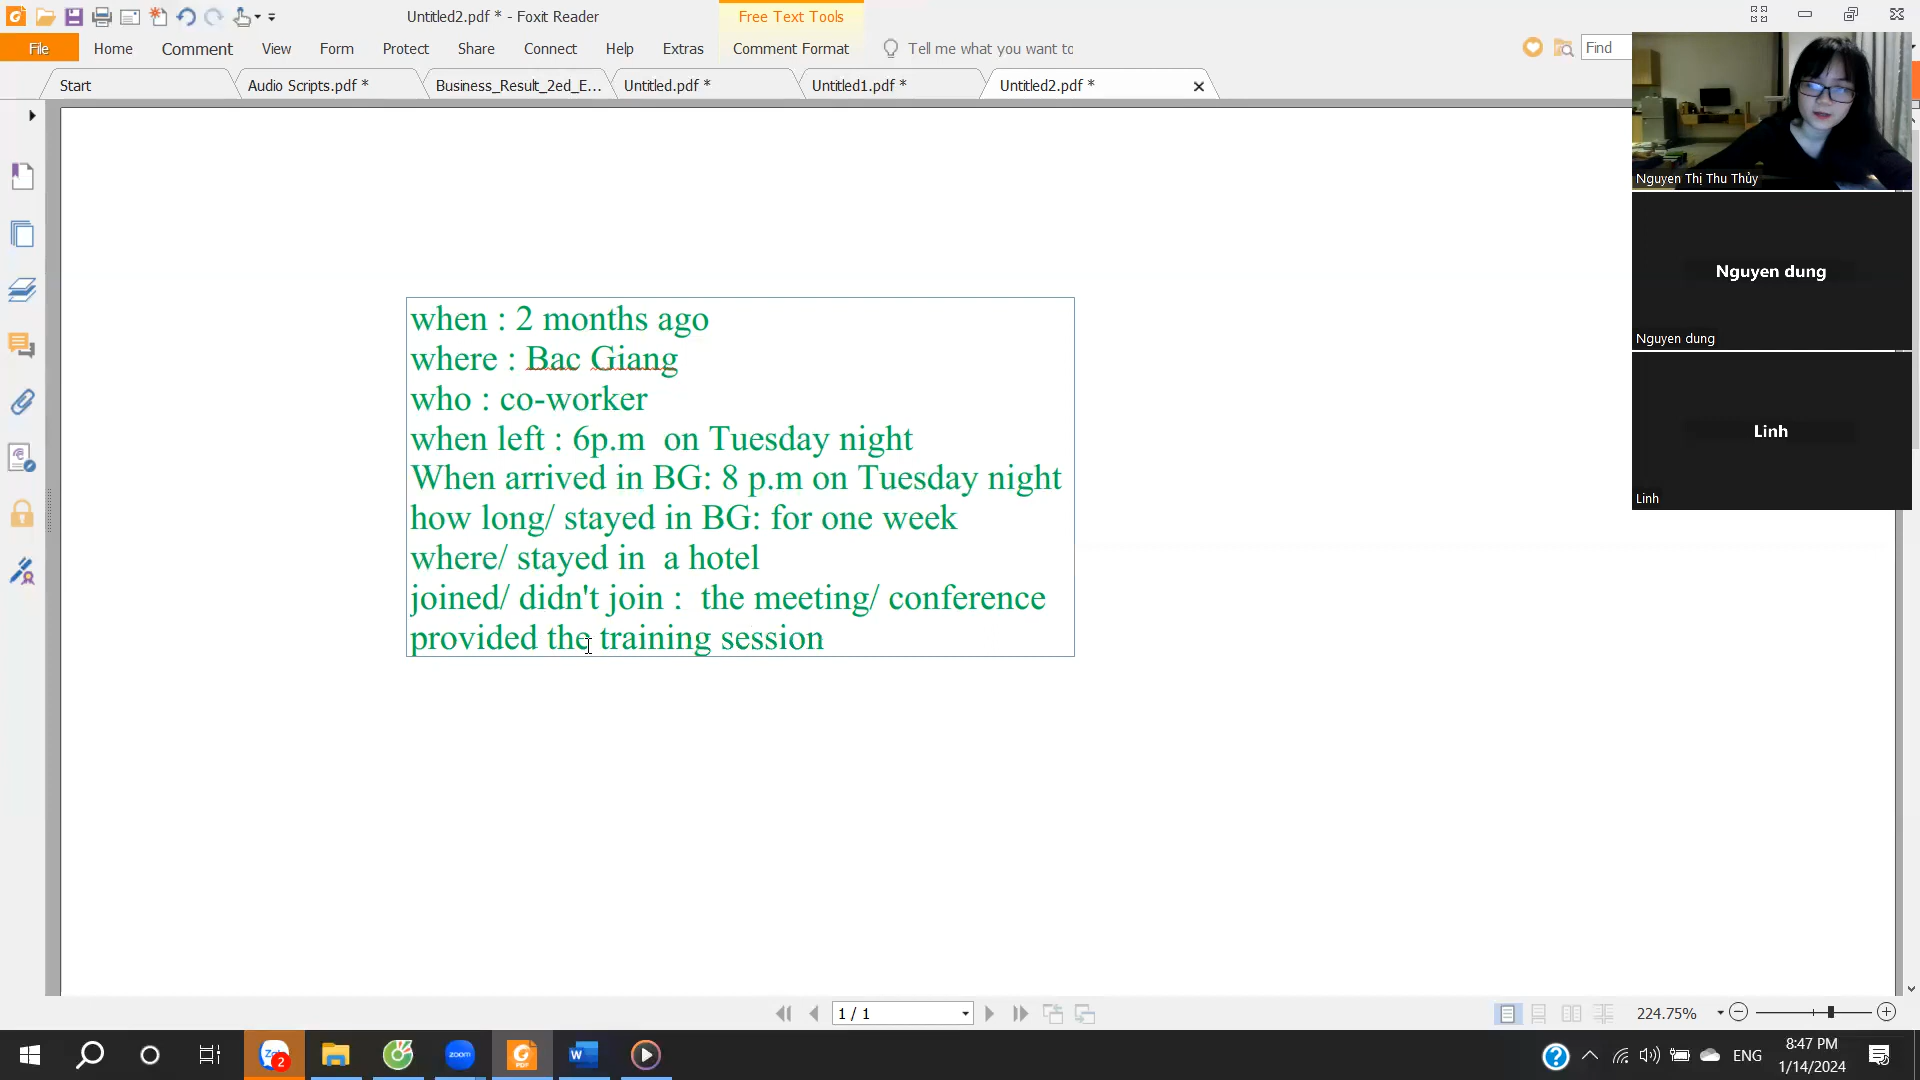 Untitled2.pdf * - Foxit Reader
Free Text Tools
File
Home
Comment
View
Form
Protect
Share
Connect
Help
Extras
Comment Format
Tell me what you want to
Find
Start
Audio Scripts.pdf *
Business_Result_2ed_E...
Untitled.pdf *
Untitled1.pdf *
Untitled2.pdf *
when : 2 months ago
where : Bac Giang
who : co-worker
when left : 6p.m  on Tuesday night
When arrived in BG: 8 p.m on Tuesday night
how long/ stayed in BG: for one week
where/ stayed in  a hotel
joined/ didn't join :  the meeting/ conference
provided the training session
Nguyen Thị Thu Thủy
Nguyen dung
Nguyen dung
Linh
Linh
1 / 1
224.75%
2
zoom
PDF
W
ENG
8:47 PM
1/14/2024